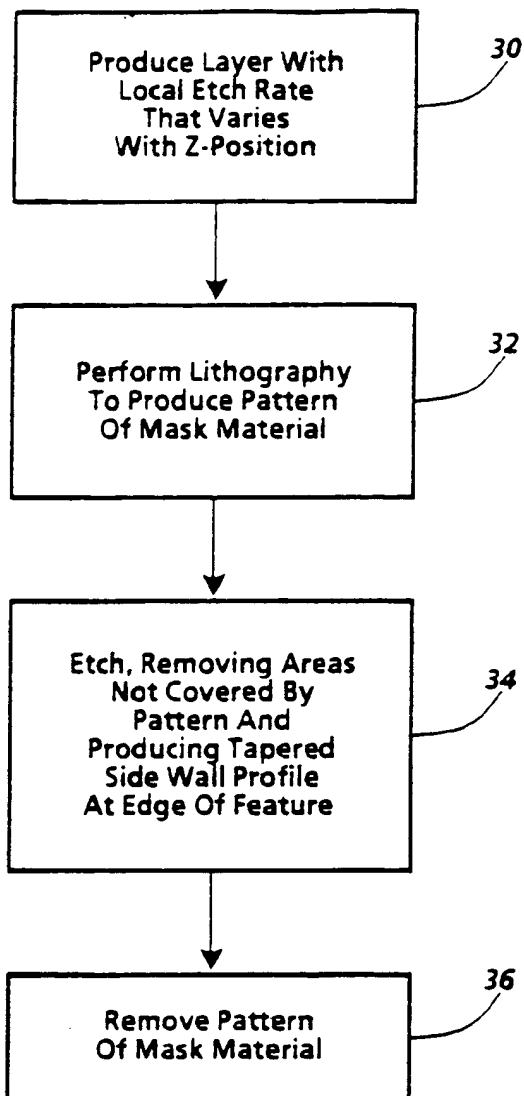 Produce Layer With
Local Etch Rate
That Varies
With Z-Position
30
Perform Lithography
To Produce Pattern
Of Mask Material
32
Etch, Removing Areas
Not Covered By
Pattern And
Producing Tapered
Side Wall Profile
At Edge Of Feature
34
Remove Pattern
Of Mask Material
36